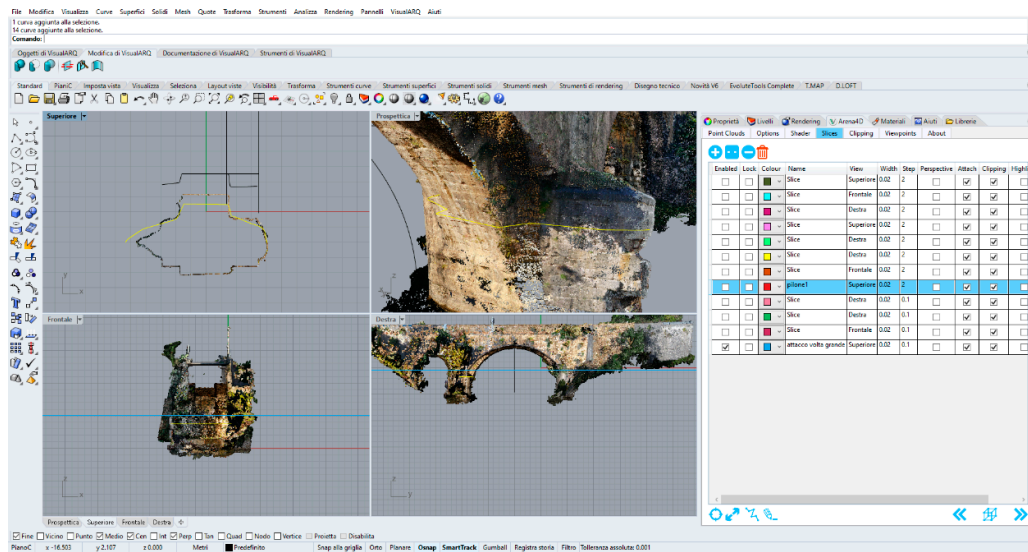 File Modifica Visualizza Curve Superfici Solidi Mesh Quote Trasforma Strumenti Analizza Rendering Pannelli VisualARQ Aiuti
1 curva aggiunta alla selezione.
14 curve aggiunte alla selezione.
Comando:
Oggetti di VisualARQ Modifica di VisualARQ Documentazione di VisualARQ Strumenti di VisualARQ
Standard PianiC Imposta vista Visualizza Seleziona Layout viste Visibilità Trasforma Strumenti curve Strumenti superfici Strumenti solidi Strumenti mesh Strumenti di rendering Disegno tecnico Novità V6 EvoluteTools Complete T.MAP D.LOFT
Superiore
Prospettica
Proprietà Livelli Rendering Arena4D Materiali Aiuti Librerie
Point Clouds Options Shader Slices Clipping Viewpoints About
Enabled Lock Colour Name View Width Step Perspective Attach Clipping Highli
Slice Superiore 0.02 2
Slice Frontale 0.02 2
Slice Destra 0.02 2
Slice Superiore 0.02 2
Slice Destra 0.02 2
Slice Destra 0.02 2
Slice Frontale 0.02 2
pilone1 Superiore 0.02 2
Slice Destra 0.02 0.1
Slice Destra 0.02 0.1
Slice Frontale 0.02 0.1
attacco volta grande Superiore 0.02 0.1
y
x
z
y
Frontale
Destra
z
x
z
y
Prospettica Superiore Frontale Destra
Fine Vicino Punto Medio Cen Int Perp Tan Quad Nodo Vertice Proietta Disabilita
PianoC x -16.503 y 2.107 z 0.000 Metri Predefinito Snap alla griglia Orto Planare Osnap SmartTrack Gumball Registra storia Filtro Tolleranza assoluta: 0.001